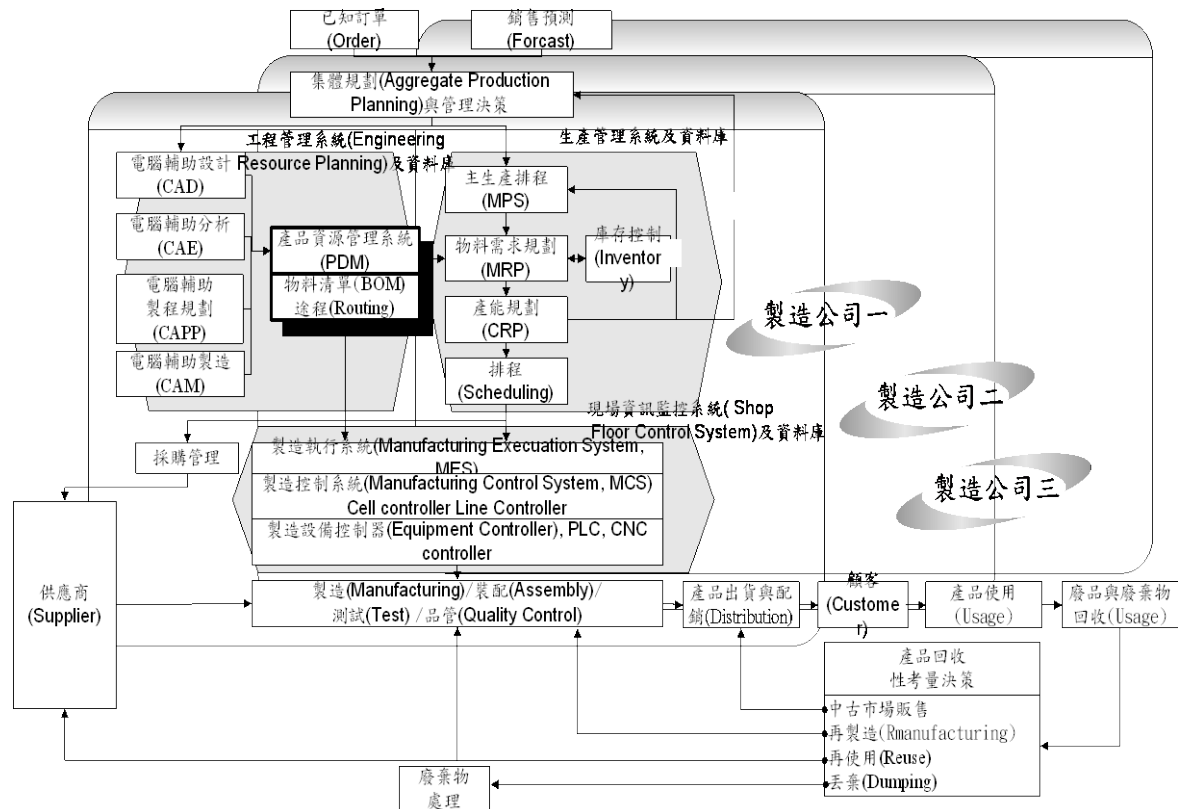 已知訂單
(Order)
銷售預測
(Forcast)
集體規劃(Aggregate Production
Planning)與管理決策
工程管理系統(Engineering
Resource Planning)及資料庫
生產管理系統及資料庫
電腦輔助設計
(CAD)
電腦輔助分析
(CAE)
電腦輔助
製程規劃
(CAPP)
電腦輔助製造
(CAM)
產品資源管理系統
(PDM)
物料清單(BOM)
途程(Routing)
主生產排程
(MPS)
物料需求規劃
(MRP)
產能規劃
(CRP)
排程
(Scheduling)
庫存控制
(Inventor
y)
製造公司一
製造公司二
製造公司三
現場資訊監控系統( Shop
Floor Control System)及資料庫
採購管理
製造執行系統(Manufacturing Execuation System,
MES)
製造控制系統(Manufacturing Control System, MCS)
Cell controller Line Controller
製造設備控制器(Equipment Controller), PLC, CNC
controller
供應商
(Supplier)
製造(Manufacturing)/裝配(Assembly)/
測試(Test) /品管(Quality Control)
產品出貨與配
銷(Distribution)
顧客
(Custome
r)
產品使用
(Usage)
廢品與廢棄物
回收(Usage)
產品回收
性考量決策
中古市場販售
再製造(Rmanufacturing)
再使用(Reuse)
丟棄(Dumping)
廢棄物
處理